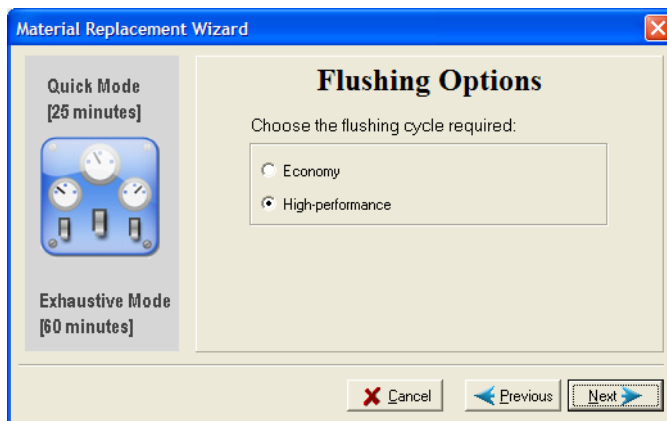 Material Replacement Wizard
Quick Mode
[25 minutes]
Exhaustive Mode
[60 minutes]
Flushing Options
Choose the flushing cycle required:
Economy
High-performance
Cancel
Previous
Next